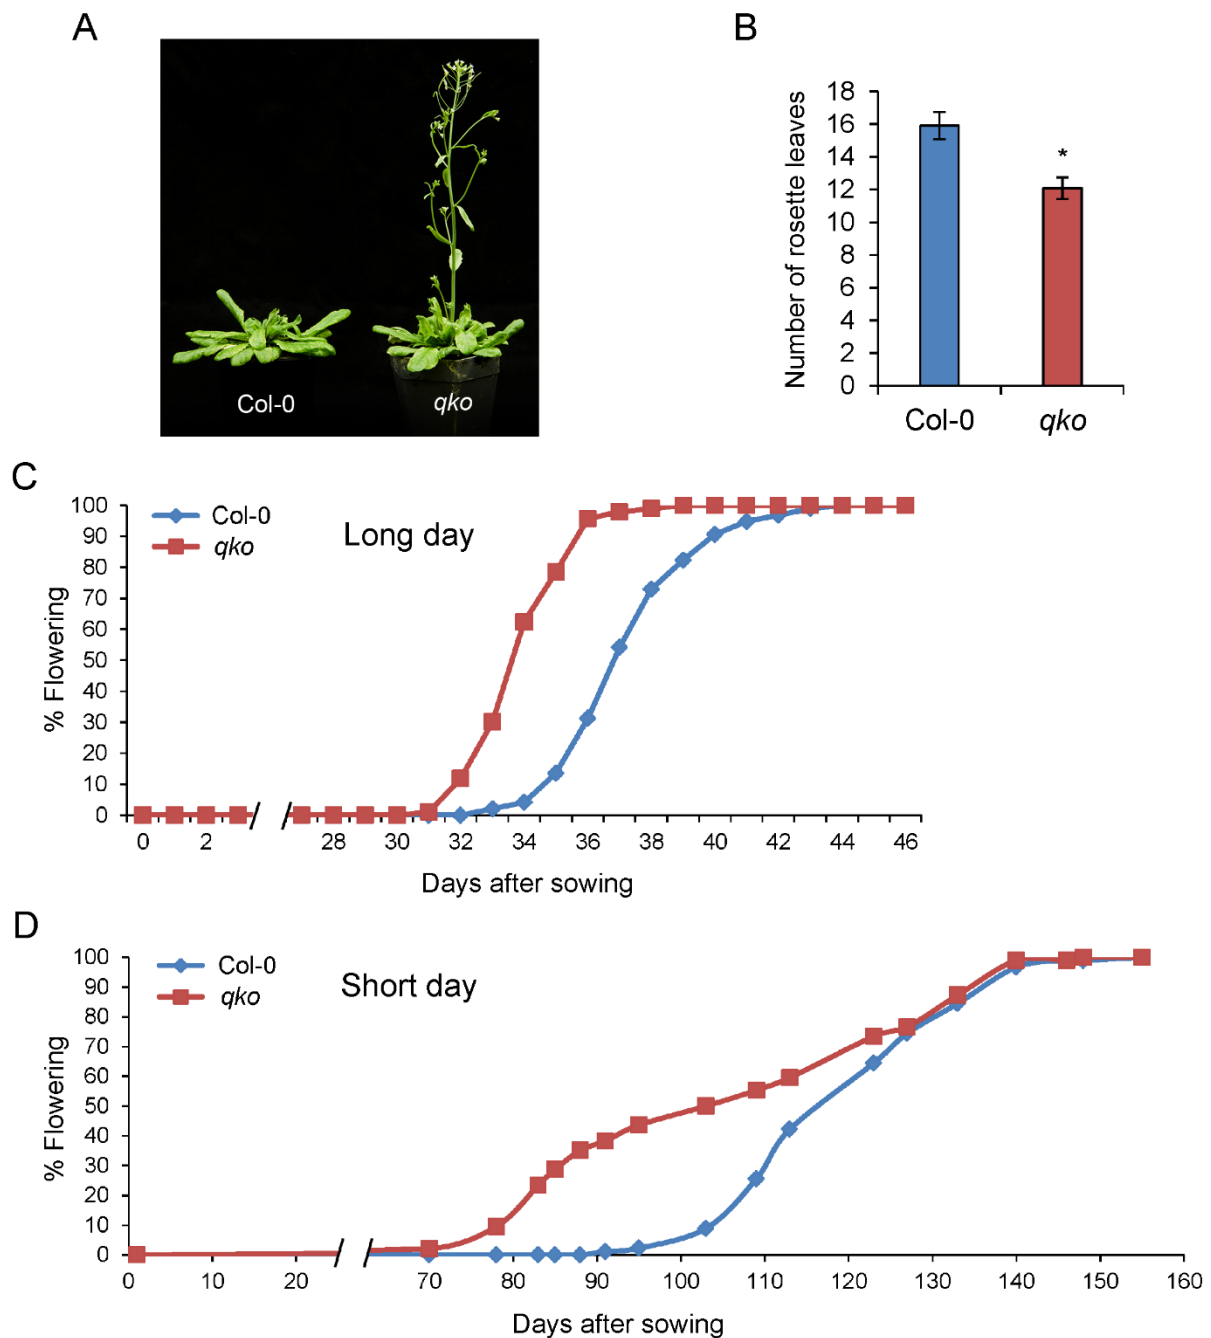 A
Col-0
qko
B
Number of rosette leaves
18
16
14
12
10
8
6
4
2
0
*
Col-0
qko
C
Col-0
qko
Long day
% Flowering
100
90
80
70
60
50
40
30
20
10
0
0 2 28 30 32 34 36 38 40 42 44 46
Days after sowing
D
Col-0
qko
Short day
% Flowering
100
90
80
70
60
50
40
30
20
10
0
0 10 20 70 80 90 100 110 120 130 140 150 160
Days after sowing